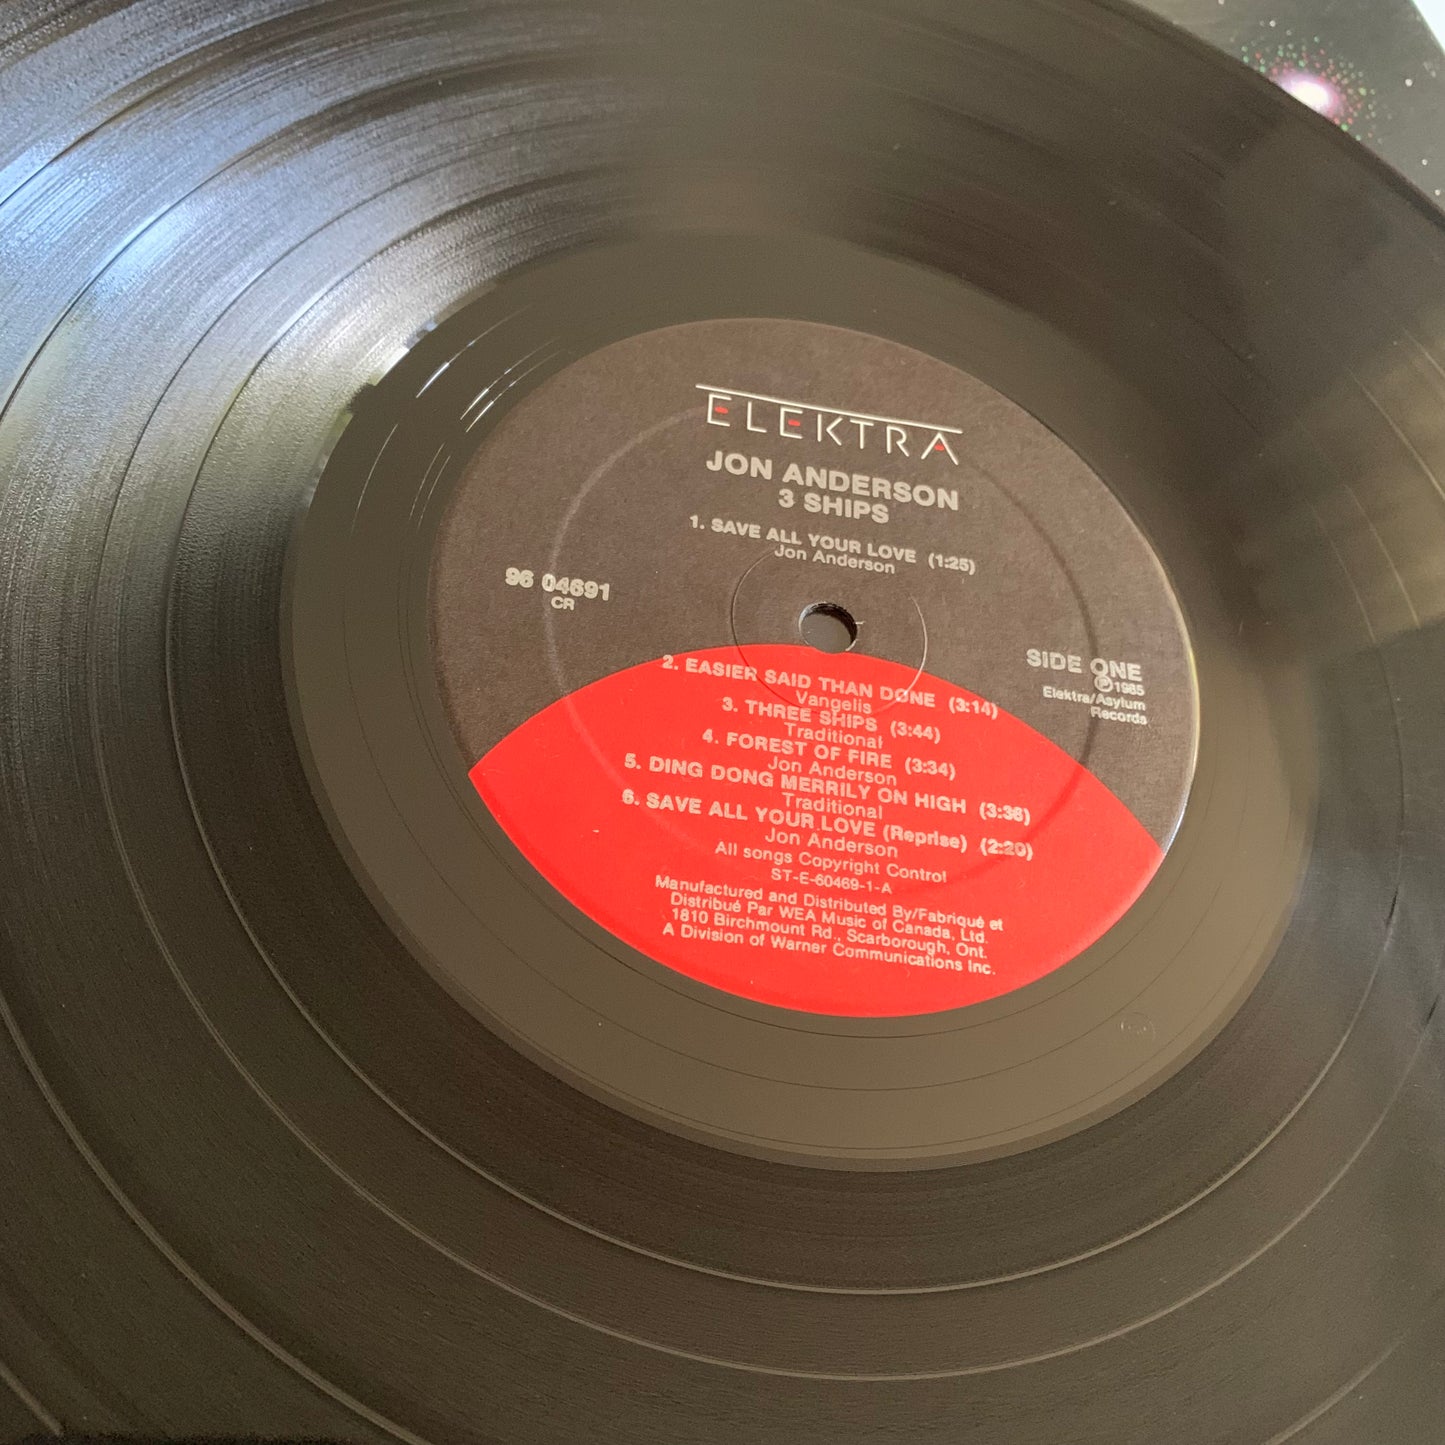 ELEKTRA
JON ANDERSON
3 SHIPS
1. SAVE ALL YOUR LOVE (1:25)
Jon Anderson
96 04691
CR
SIDE ONE
℗1985
Elektra/Asylum
Records
2. EASIER SAID THAN DONE (3:14)
Vangelis
3. THREE SHIPS (3:44)
Traditional
4. FOREST OF FIRE (3:34)
Jon Anderson
5. DING DONG MERRILY ON HIGH (3:36)
Traditional
6. SAVE ALL YOUR LOVE (Reprise) (2:29)
Jon Anderson
All songs Copyright Control
ST-E-60469-1-A
Manufactured and Distributed By/Fabriqué et
Distribué Par WEA Music of Canada, Ltd.
1810 Birchmount Rd., Scarborough, Ont.
A Division of Warner Communications Inc.